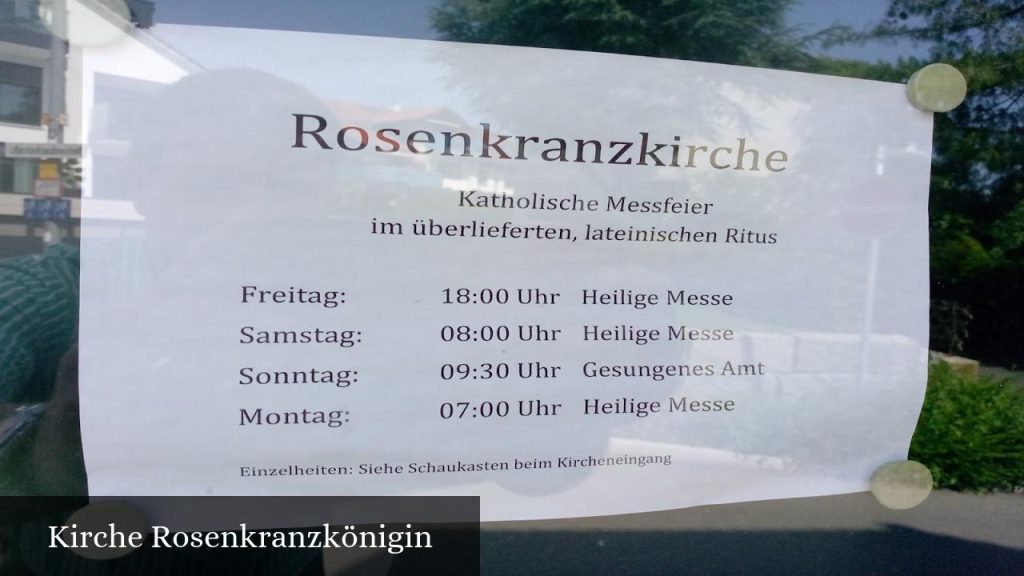 Rosenkranzkirche
Katholische Messfeier
im überlieferten, lateinischen Ritus
Freitag: 18:00 Uhr Heilige Messe
Samstag: 08:00 Uhr Heilige Messe
Sonntag: 09:30 Uhr Gesungenes Amt
Montag: 07:00 Uhr Heilige Messe
Einzelheiten: Siehe Schaukasten beim Kircheneingang
Kirche Rosenkranzkönigin